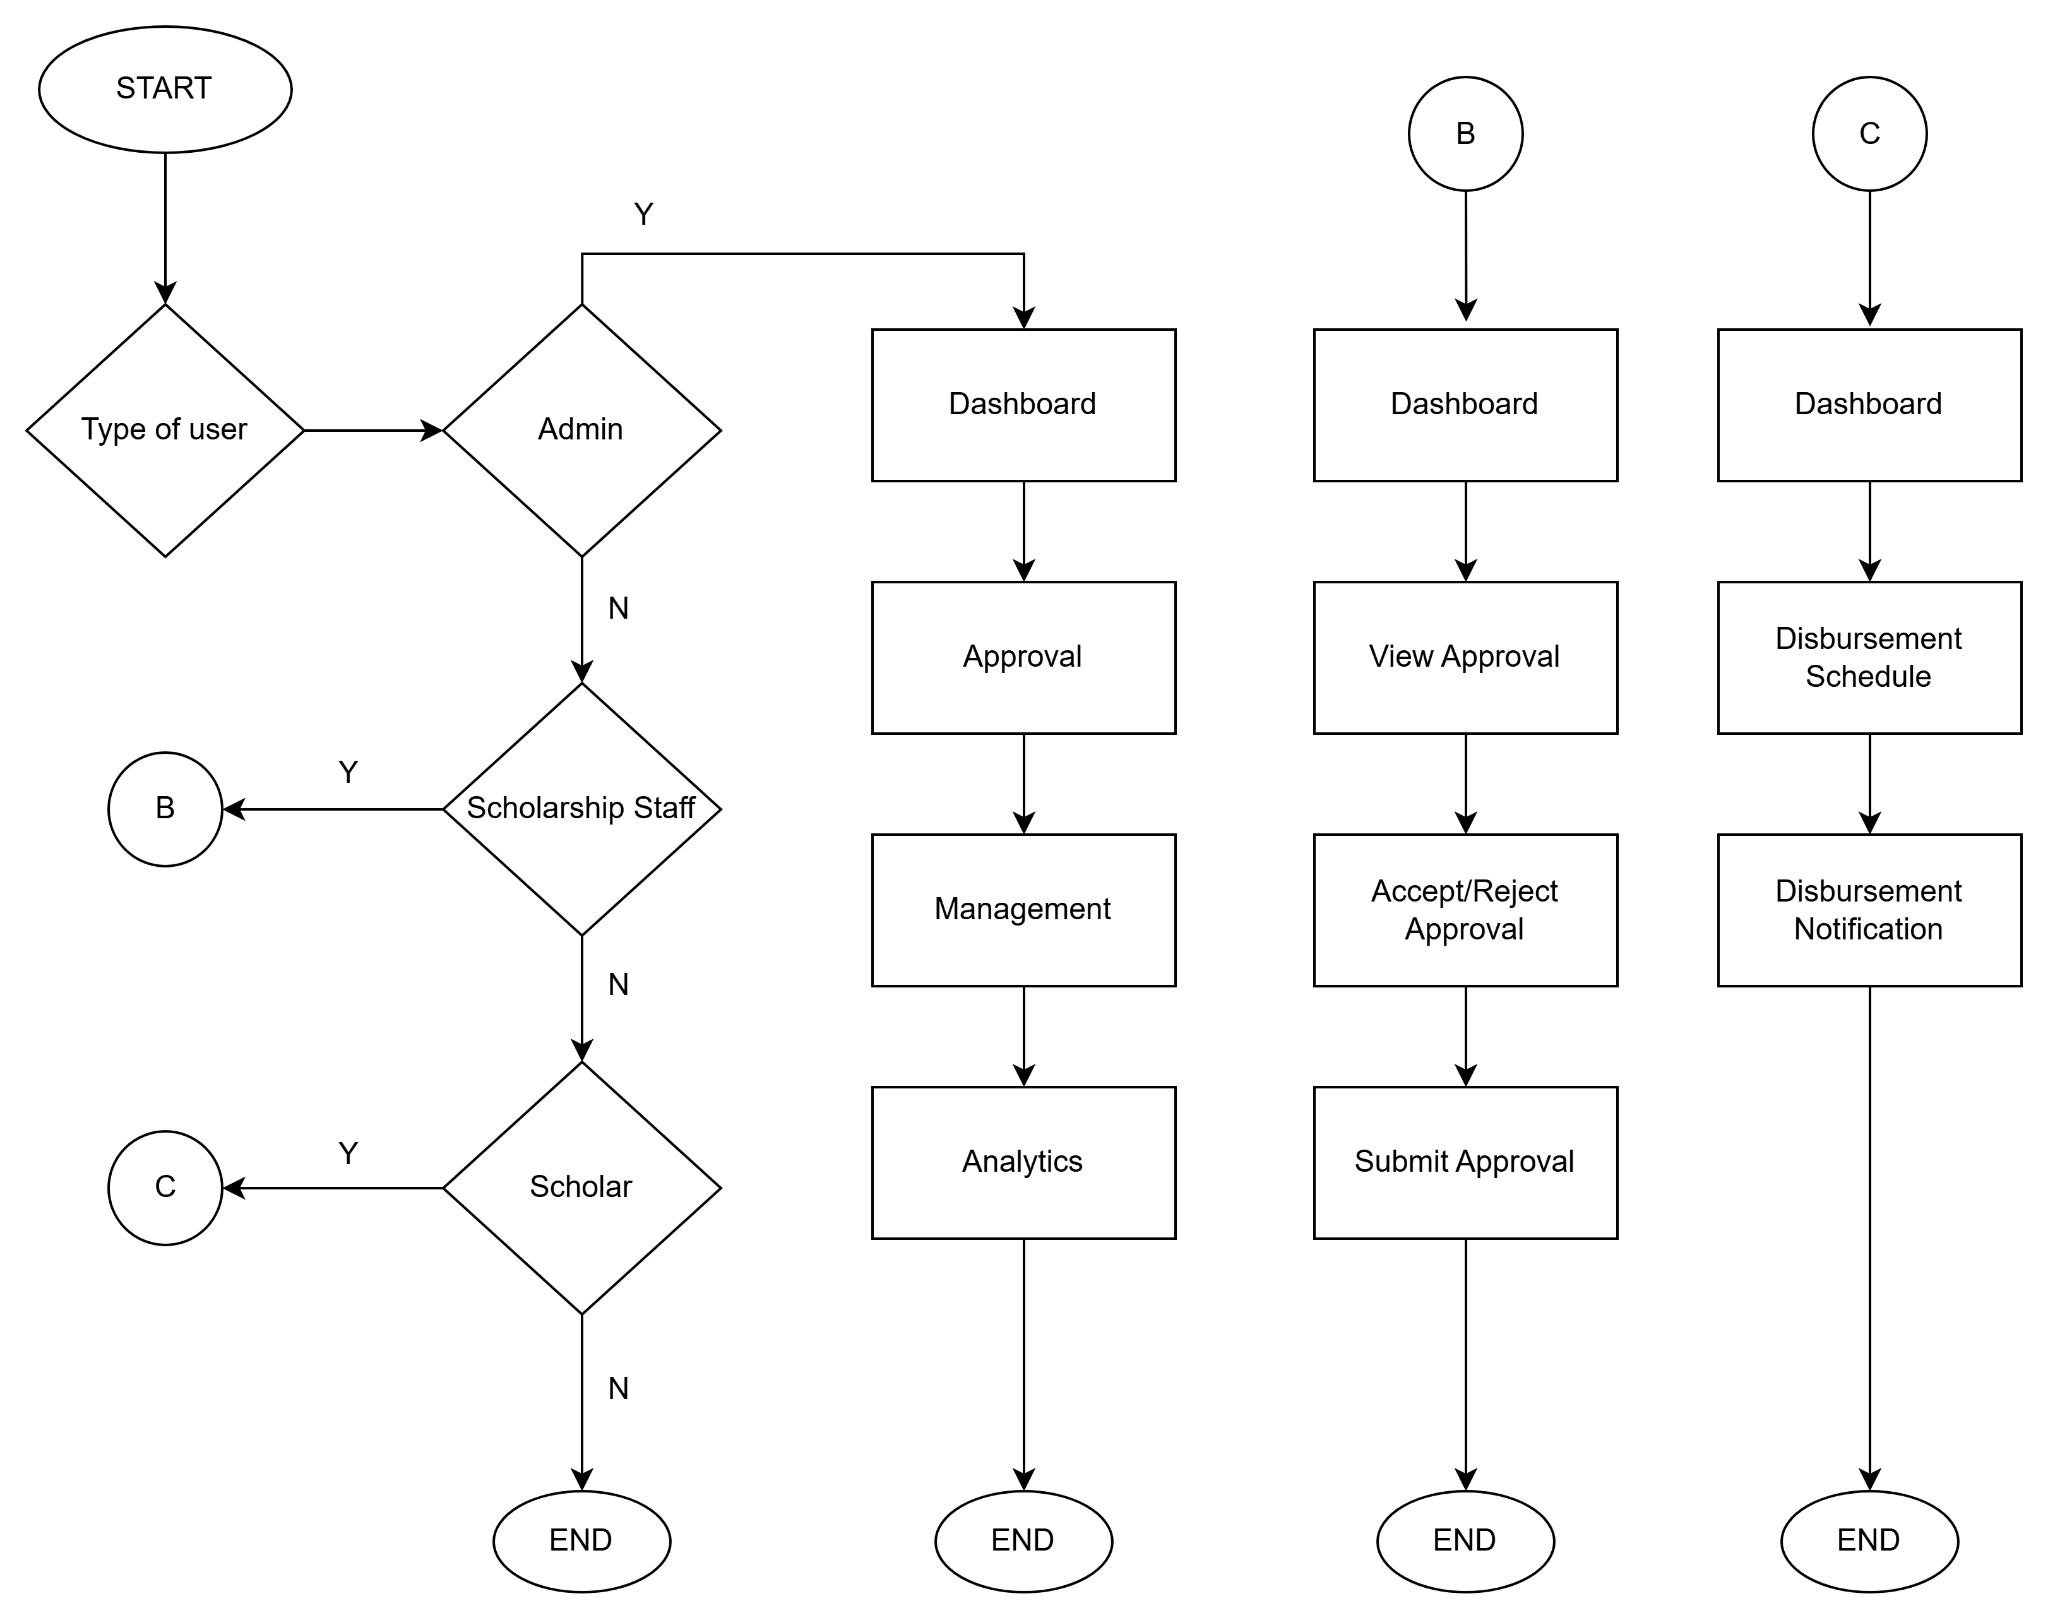 START
Type of user
Admin
Y
N
Scholarship Staff
Y
B
N
Scholar
Y
C
N
END
Dashboard
Approval
Management
Analytics
END
B
Dashboard
View Approval
Accept/Reject
Approval
Submit Approval
END
C
Dashboard
Disbursement
Schedule
Disbursement
Notification
END